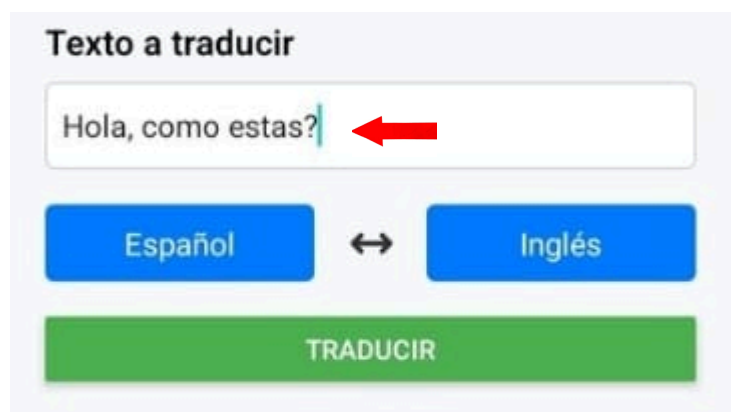 Texto a traducir
Hola, como estas?
Español ↔ Inglés
TRADUCIR